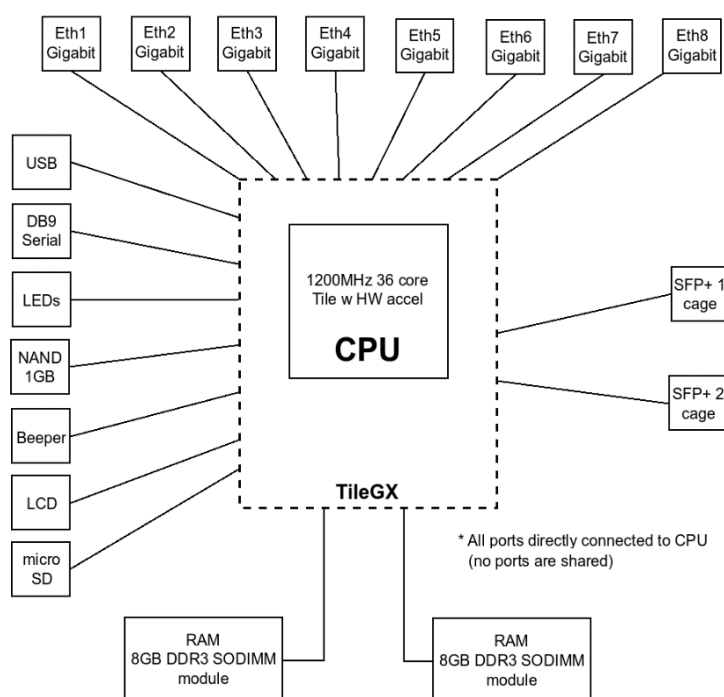 Eth1
Gigabit
Eth2
Gigabit
Eth3
Gigabit
Eth4
Gigabit
Eth5
Gigabit
Eth6
Gigabit
Eth7
Gigabit
Eth8
Gigabit
USB
DB9
Serial
LEDs
NAND
1GB
Beeper
LCD
micro
SD
1200MHz 36 core
Tile w HW accel
CPU
TileGX
SFP+ 1
cage
SFP+ 2
cage
* All ports directly connected to CPU
(no ports are shared)
RAM
8GB DDR3 SODIMM
module
RAM
8GB DDR3 SODIMM
module